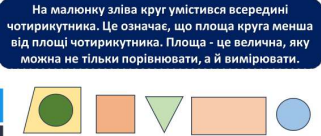 На малюнку зліва круг умістився всередині
чотирикутника. Це означає, що площа круга менша
від площі чотирикутника. Площа - це велична, яку
можна не тільки порівнювати, а й вимірювати.